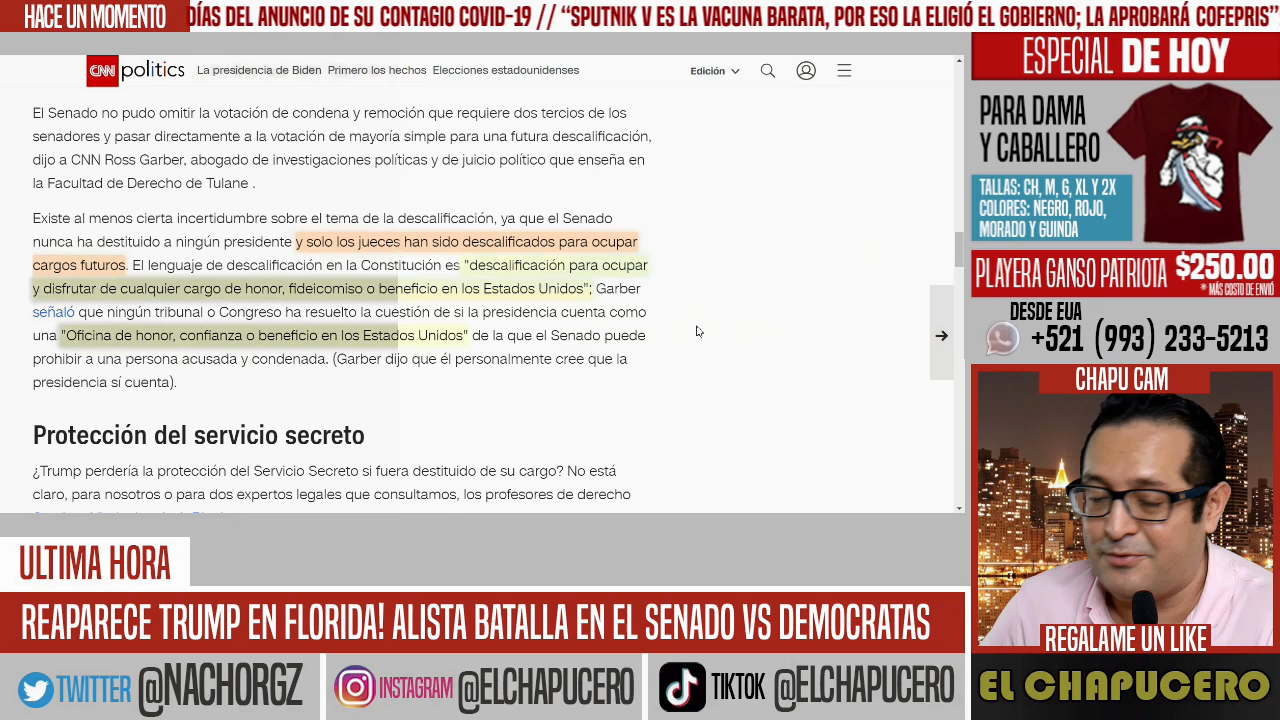 HACE UN MOMENTO
DÍAS DEL ANUNCIO DE SU CONTAGIO COVID-19 // “SPUTNIK V ES LA VACUNA BARATA, POR ESO LA ELIGIÓ EL GOBIERNO; LA APROBARÁ COFEPRIS”
CNN politics La presidencia de Biden Primero los hechos Elecciones estadounidenses Edición
El Senado no pudo omitir la votación de condena y remoción que requiere dos tercios de los
senadores y pasar directamente a la votación de mayoría simple para una futura descalificación,
dijo a CNN Ross Garber, abogado de investigaciones políticas y de juicio político que enseña en
la Facultad de Derecho de Tulane .
Existe al menos cierta incertidumbre sobre el tema de la descalificación, ya que el Senado
nunca ha destituido a ningún presidente y solo los jueces han sido descalificados para ocupar
cargos futuros. El lenguaje de descalificación en la Constitución es "descalificación para ocupar
y disfrutar de cualquier cargo de honor, fideicomiso o beneficio en los Estados Unidos"; Garber
señaló que ningún tribunal o Congreso ha resuelto la cuestión de si la presidencia cuenta como
una "Oficina de honor, confianza o beneficio en los Estados Unidos" de la que el Senado puede
prohibir a una persona acusada y condenada. (Garber dijo que él personalmente cree que la
presidencia sí cuenta).
Protección del servicio secreto
¿Trump perdería la protección del Servicio Secreto si fuera destituido de su cargo? No está
claro, para nosotros o para dos expertos legales que consultamos, los profesores de derecho
ESPECIAL DE HOY
PARA DAMA
Y CABALLERO
TALLAS: CH, M, G, XL Y 2X
COLORES: NEGRO, ROJO,
MORADO Y GUINDA
PLAYERA GANSO PATRIOTA $250.00
* MÁS COSTO DE ENVIÓ
DESDE EUA
+521 (993) 233-5213
CHAPU CAM
REGALAME UN LIKE
EL CHAPUCERO
ULTIMA HORA
REAPARECE TRUMP EN FLORIDA! ALISTA BATALLA EN EL SENADO VS DEMOCRATAS
TWITTER @NACHORGZ
INSTAGRAM @ELCHAPUCERO
TIKTOK @ELCHAPUCERO